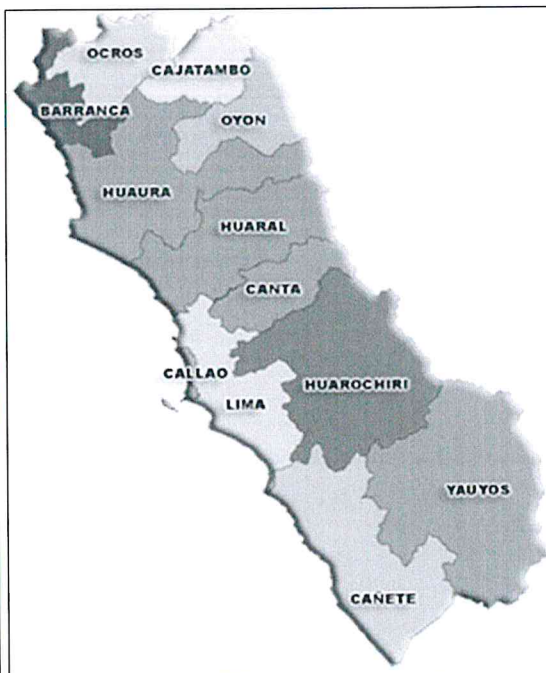 OCROS
CAJATAMBO
BARRANCA
OYON
HUAURA
HUARAL
CANTA
CALLAO
HUAROCHIRI
LIMA
YAUYOS
CAÑETE